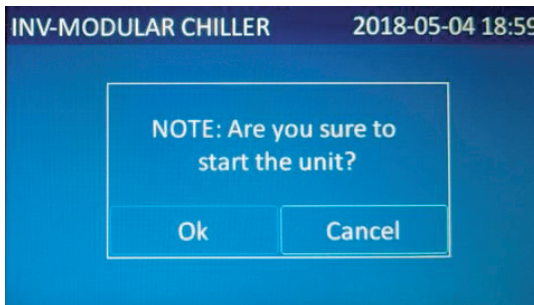 INV-MODULAR CHILLER 2018-05-04 18:59
NOTE: Are you sure to
start the unit?
Ok Cancel